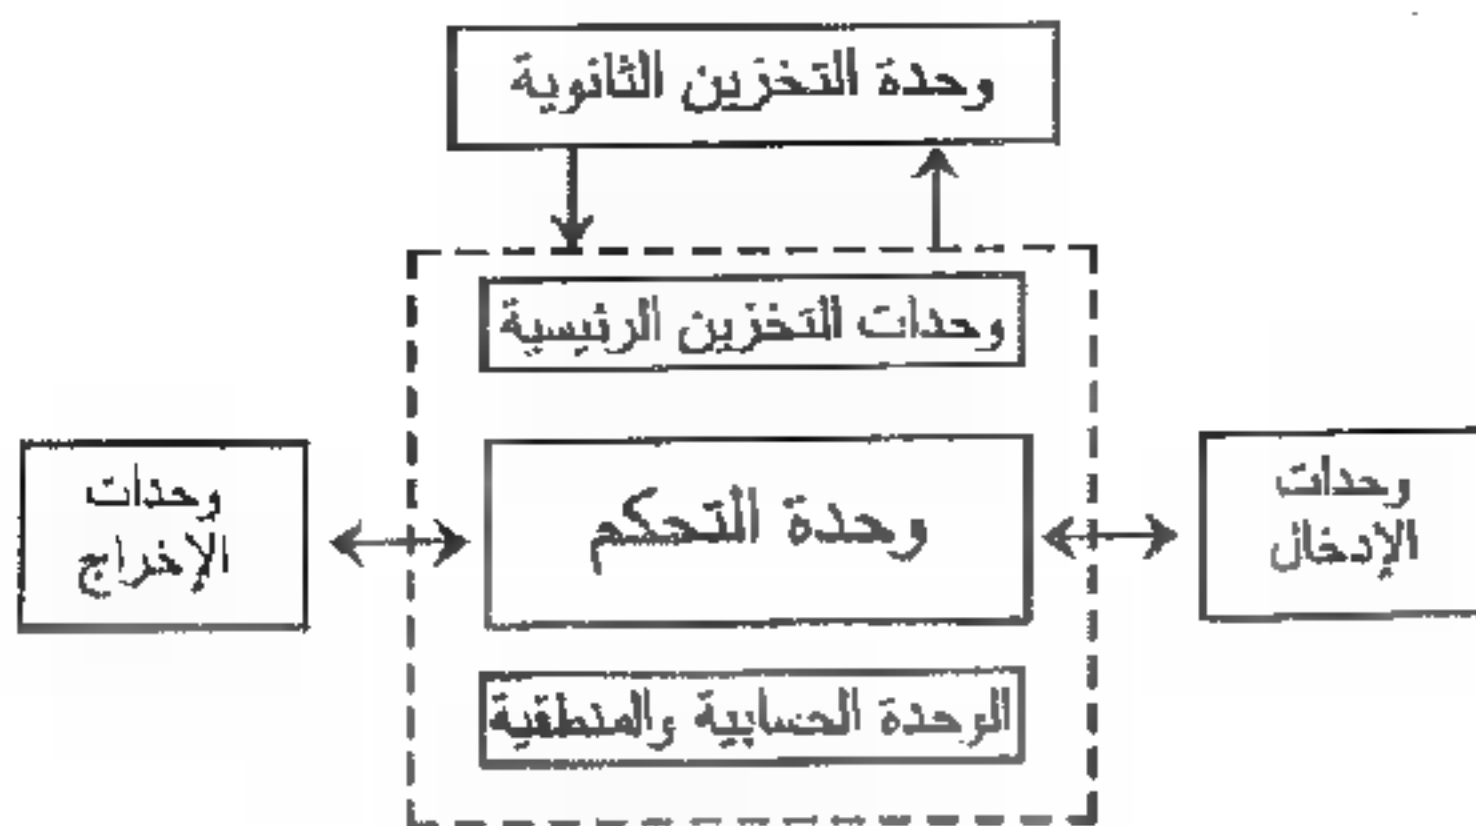 وحدة التخزين الثانوية
وحدات التخزين الرئيسية
وحدات
الإدخال
وحدة التحكم
وحدات
الإخراج
الوحدة الحسابية والمنطقية